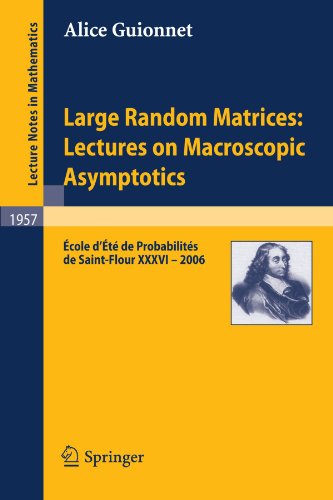 Alice Guionnet
Lecture Notes in Mathematics
1957
Large Random Matrices:
Lectures on Macroscopic
Asymptotics
École d'Été de Probabilités
de Saint-Flour XXXVI – 2006
Springer